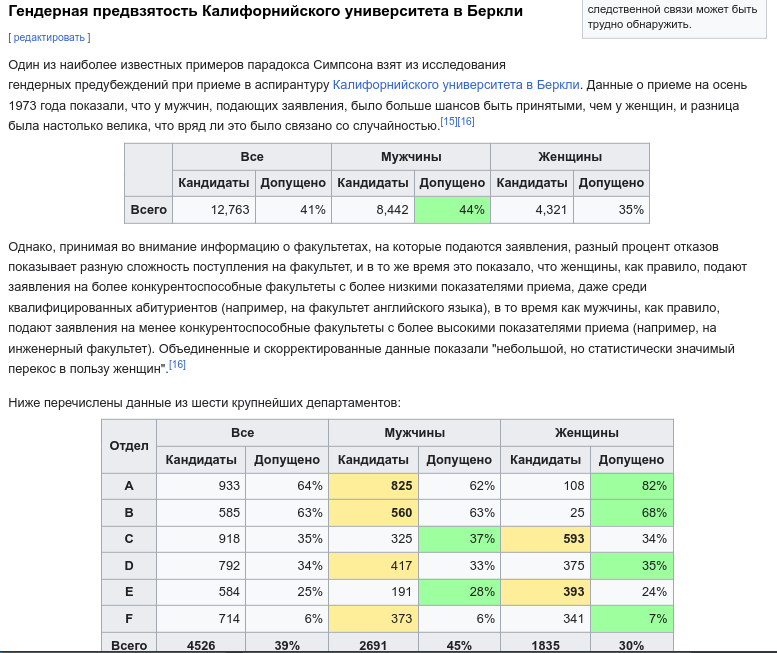 Гендерная предвзятость Калифорнийского университета в Беркли
[ редактировать ]
следственной связи может быть
трудно обнаружить.
Один из наиболее известных примеров парадокса Симпсона взят из исследования
гендерных предубеждений при приеме в аспирантуру Калифорнийского университета в Беркли. Данные о приеме на осень
1973 года показали, что у мужчин, подающих заявления, было больше шансов быть принятыми, чем у женщин, и разница
была настолько велика, что вряд ли это было связано со случайностью.[15][16]
Все Мужчины Женщины
Кандидаты Допущено Кандидаты Допущено Кандидаты Допущено
Всего 12,763 41% 8,442 44% 4,321 35%
Однако, принимая во внимание информацию о факультетах, на которые подаются заявления, разный процент отказов
показывает разную сложность поступления на факультет, и в то же время это показало, что женщины, как правило, подают
заявления на более конкурентоспособные факультеты с более низкими показателями приема, даже среди
квалифицированных абитуриентов (например, на факультет английского языка), в то время как мужчины, как правило,
подают заявления на менее конкурентоспособные факультеты с более высокими показателями приема (например, на
инженерный факультет). Объединенные и скорректированные данные показали "небольшой, но статистически значимый
перекос в пользу женщин".[16]
Ниже перечислены данные из шести крупнейших департаментов:
Отдел Все Мужчины Женщины
Кандидаты Допущено Кандидаты Допущено Кандидаты Допущено
A 933 64% 825 62% 108 82%
B 585 63% 560 63% 25 68%
C 918 35% 325 37% 593 34%
D 792 34% 417 33% 375 35%
E 584 25% 191 28% 393 24%
F 714 6% 373 6% 341 7%
Всего 4526 39% 2691 45% 1835 30%